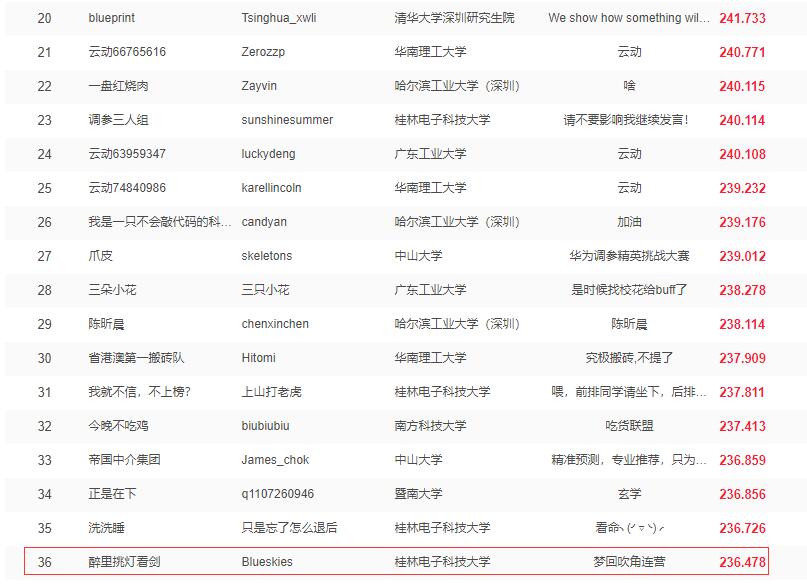 20 blueprint Tsinghua_xwli 清华大学深圳研究生院 We show how something wil... 241.733
21 云动66765616 Zerozzp 华南理工大学 云动 240.771
22 一盘红烧肉 Zayvin 哈尔滨工业大学（深圳） 啥 240.115
23 调参三人组 sunshinesummer 桂林电子科技大学 请不要影响我继续发言！ 240.114
24 云动63959347 luckydeng 广东工业大学 云动 240.108
25 云动74840986 karellincoln 华南理工大学 云动 239.232
26 我是一只不会敲代码的科... candyan 哈尔滨工业大学（深圳） 加油 239.176
27 爪皮 skeletons 中山大学 华为调参精英挑战大赛 239.012
28 三朵小花 三只小花 广东工业大学 是时候找校花给buff了 238.278
29 陈昕晨 chenxinchen 哈尔滨工业大学（深圳） 陈昕晨 238.114
30 省港澳第一搬砖队 Hitomi 华南理工大学 究极搬砖,不提了 237.909
31 我就不信，不上榜？ 上山打老虎 桂林电子科技大学 喂，前排同学请坐下，后排... 237.811
32 今晚不吃鸡 biubiubiu 南方科技大学 吃货联盟 237.413
33 帝国中介集团 James_chok 中山大学 精准预测，专业推荐，只为... 236.859
34 正是在下 q1107260946 暨南大学 玄学 236.856
35 洗洗睡 只是忘了怎么退后 桂林电子科技大学 看命ヽ(ˊ▽ˋ)ノ 236.726
36 醉里挑灯看剑 Blueskies 桂林电子科技大学 梦回吹角连营 236.478